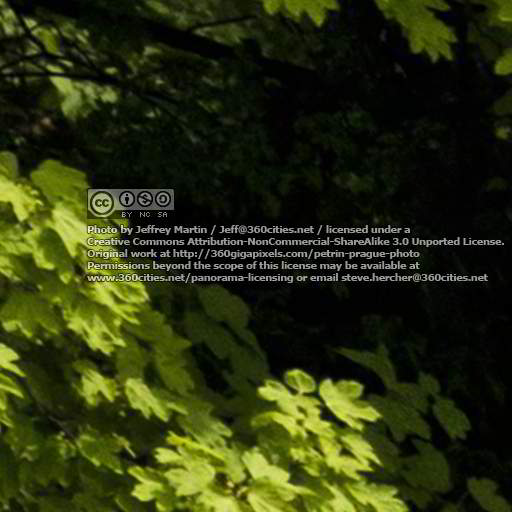 cc
BY NC SA
Photo by Jeffrey Martin / Jeff@360cities.net / licensed under a
Creative Commons Attribution-NonCommercial-ShareAlike 3.0 Unported License.
Original work at http://360gigapixels.com/petrin-prague-photo
Permissions beyond the scope of this license may be available at
www.360cities.net/panorama-licensing or email steve.hercher@360cities.net